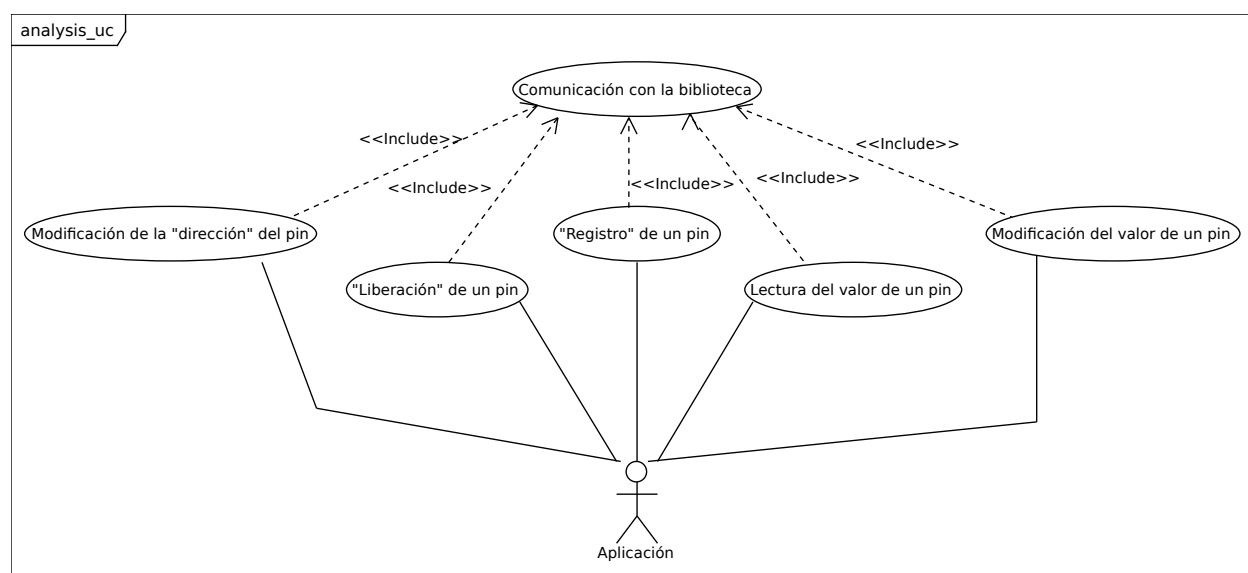 analysis_uc
Comunicación con la biblioteca
<<Include>>
<<Include>>
<<Include>>
<<Include>>
<<Include>>
Modificación de la "dirección" del pin
"Registro" de un pin
Modificación del valor de un pin
"Liberación" de un pin
Lectura del valor de un pin
Aplicación